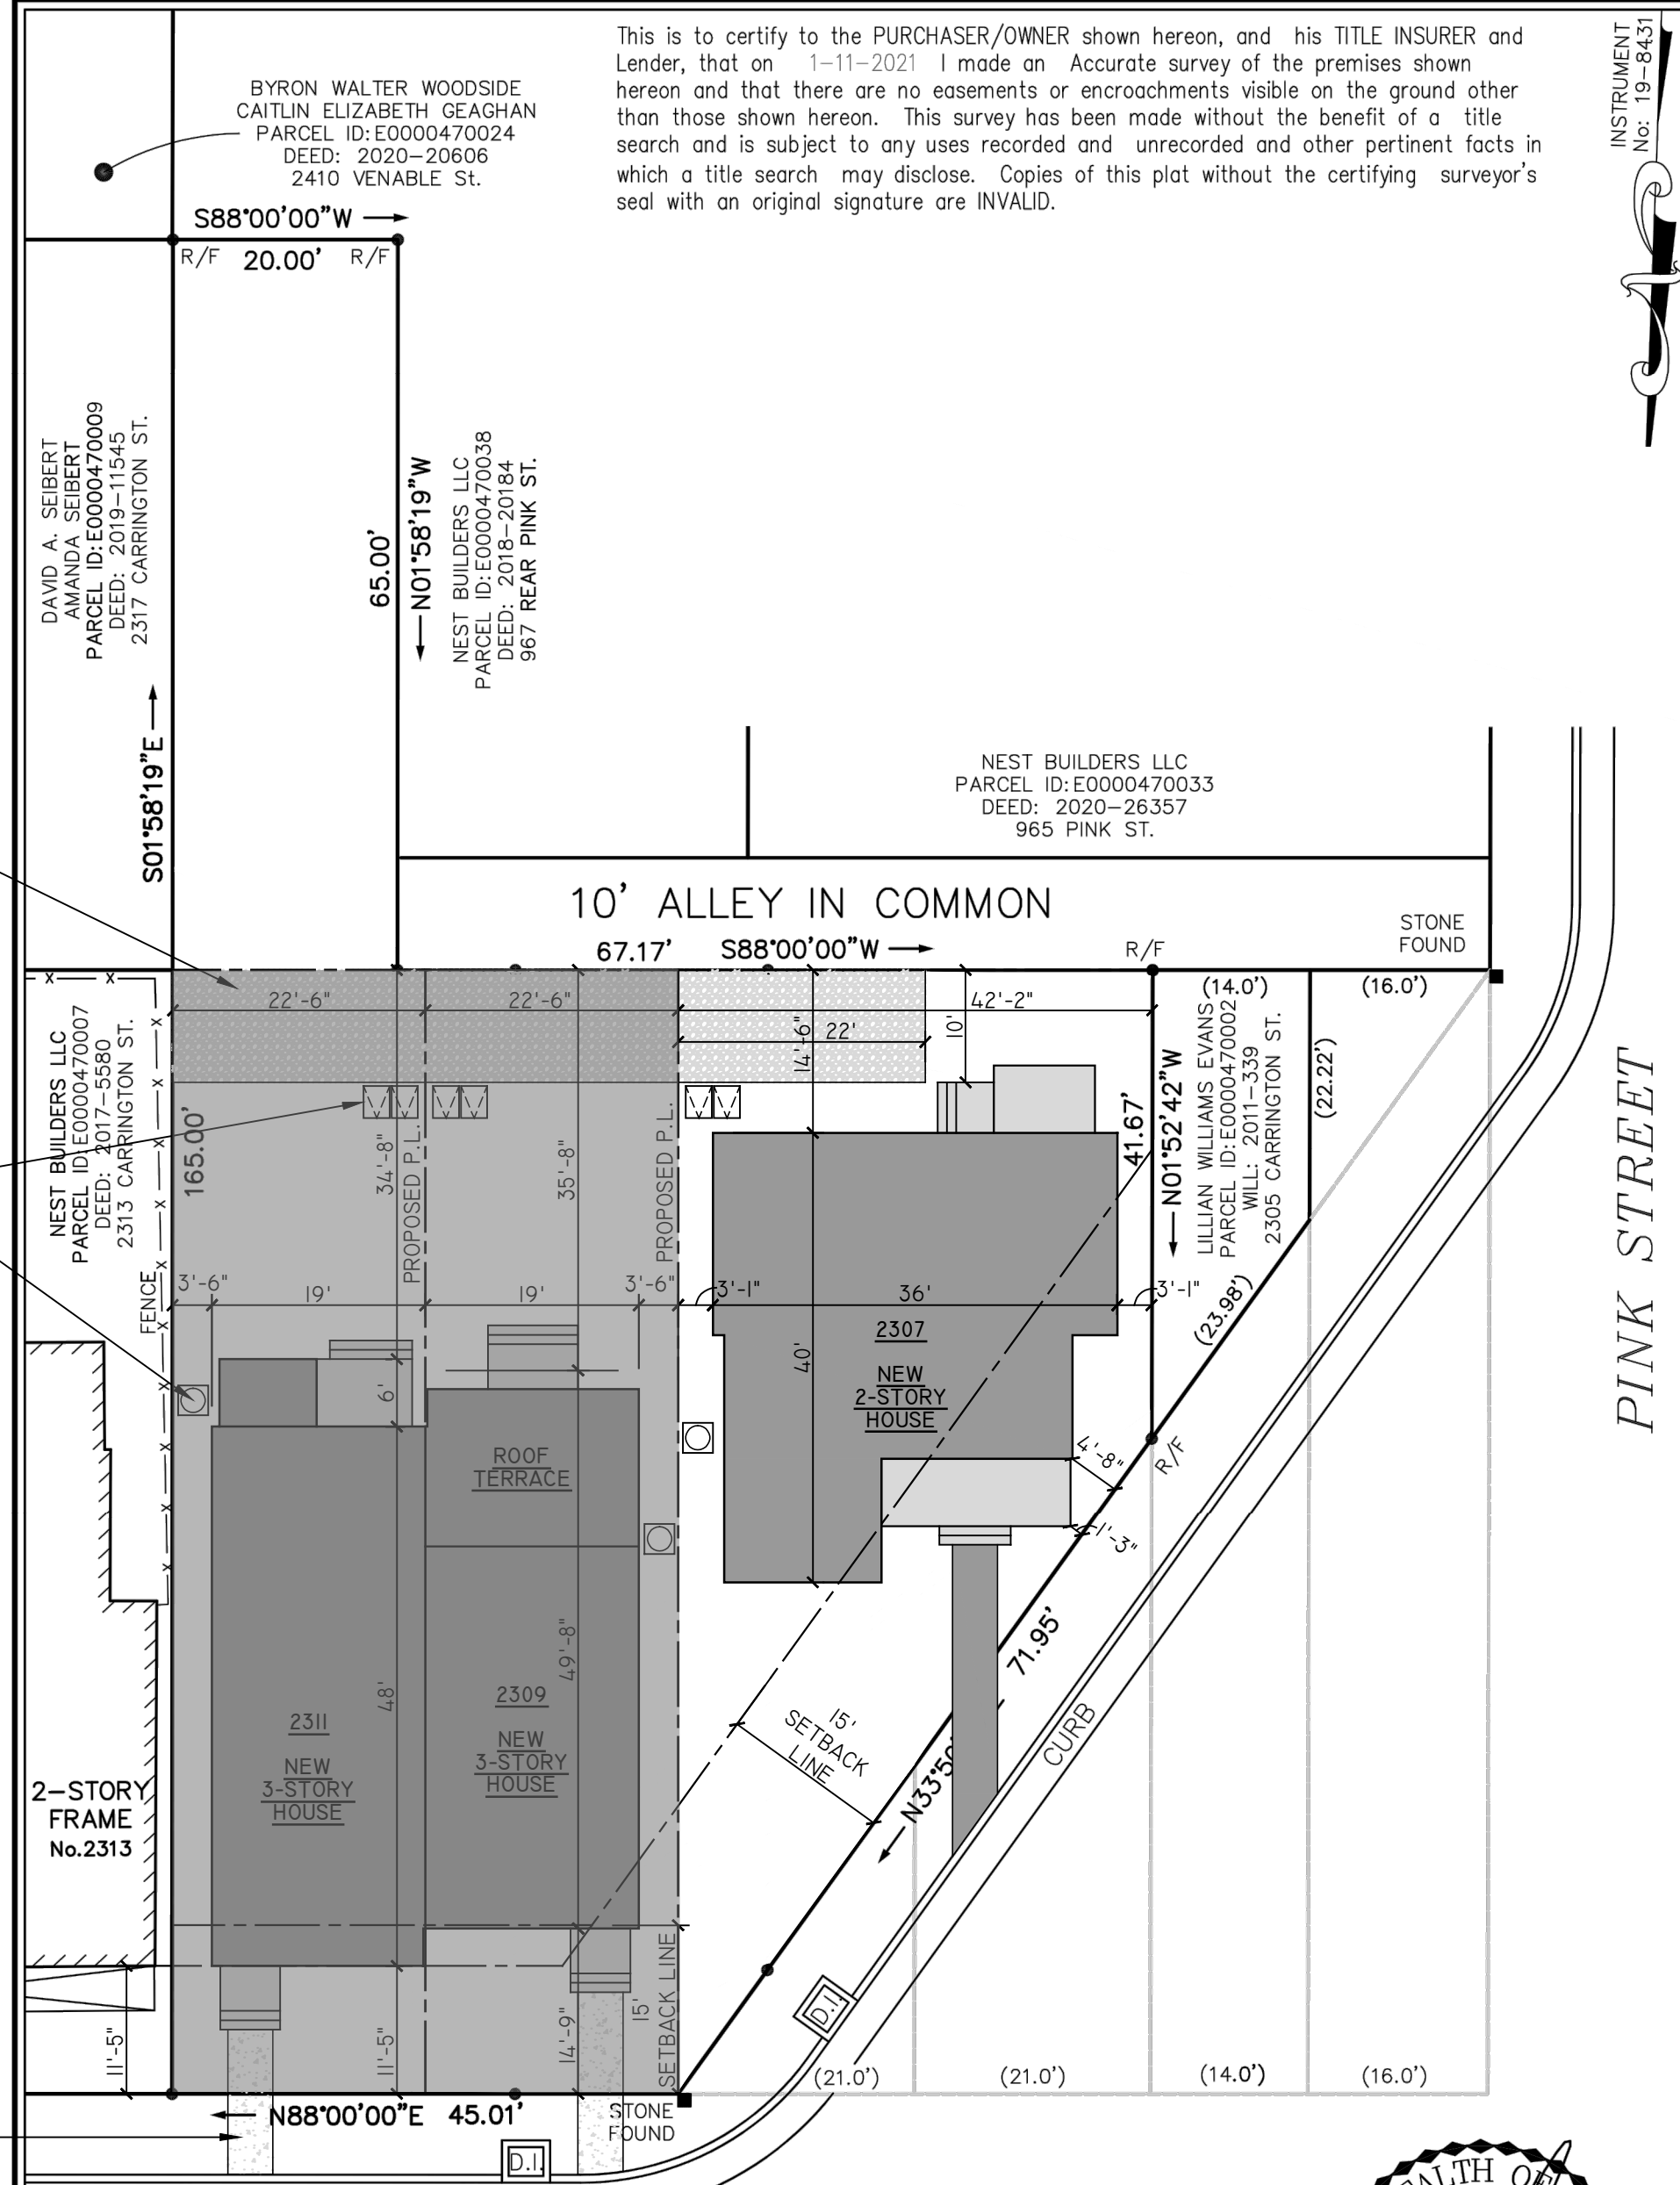 This is to certify to the PURCHASER/OWNER shown hereon, and his TITLE INSURER and
Lender, that on 1-11-2021 I made an Accurate survey of the premises shown
hereon and that there are no easements or encroachments visible on the ground other
than those shown hereon. This survey has been made without the benefit of a title
search and is subject to any uses recorded and unrecorded and other pertinent facts in
which a title search may disclose. Copies of this plat without the certifying surveyor's
seal with an original signature are INVALID.
INSTRUMENT
No: 19-8431
BYRON WALTER WOODSIDE
CAITLIN ELIZABETH GEAGHAN
PARCEL ID:E0000470024
DEED: 2020-20606
2410 VENABLE St.
S88°00'00"W
R/F 20.00' R/F
DAVID A. SEIBERT
AMANDA SEIBERT
PARCEL ID:E0000470009
DEED: 2019-11545
2317 CARRINGTON ST.
S01°58'19"E
65.00'
N01°58'19"W
NEST BUILDERS LLC
PARCEL ID:E0000470038
DEED: 2018-20184
967 REAR PINK ST.
NEST BUILDERS LLC
PARCEL ID:E0000470033
DEED: 2020-26357
965 PINK ST.
10' ALLEY IN COMMON
67.17' S88°00'00"W
R/F
STONE
FOUND
22'-6"
22'-6"
42'-2"
22'
14'-6"
10'
(14.0')
(16.0')
NEST BUILDERS LLC
PARCEL ID:E0000470007
DEED: 2017-5580
2313 CARRINGTON ST.
165.00'
34'-8"
PROPOSED P.L.
35'-8"
PROPOSED P.L.
41.67'
N01°52'42"W
LILLIAN WILLIAMS EVANS
PARCEL ID:E0000470002
WILL: 2011-339
2305 CARRINGTON ST.
(22.22')
PINK STREET
FENCE
3'-6"
19'
19'
3'-6"
3'-1"
36'
3'-1"
(23.98')
2307
NEW
2-STORY
HOUSE
40'
6'
ROOF
TERRACE
4'-8"
R/F
1'-3"
49'-8"
48'
71.95'
2311
NEW
3-STORY
HOUSE
2309
NEW
3-STORY
HOUSE
15'
SETBACK
LINE
N33°50'
CURB
2-STORY
FRAME
No.2313
D.I.
11'-5"
11'-5"
14'-9"
15'
SETBACK LINE
(21.0')
(21.0')
(14.0')
(16.0')
N88°00'00"E 45.01'
STONE
FOUND
D.I.
ALTH OF